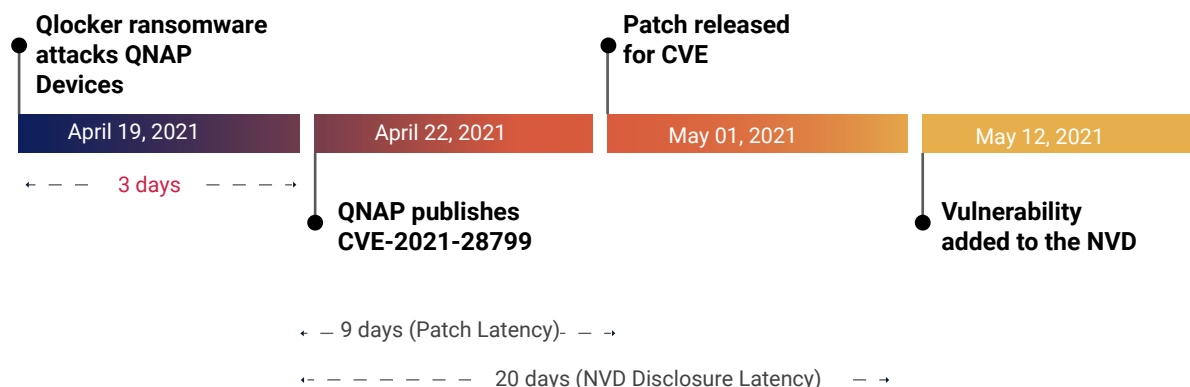 Qlocker ransomware
attacks QNAP
Devices
Patch released
for CVE
April 19, 2021
April 22, 2021
May 01, 2021
May 12, 2021
3 days
QNAP publishes
CVE-2021-28799
Vulnerability
added to the NVD
9 days (Patch Latency)
20 days (NVD Disclosure Latency)